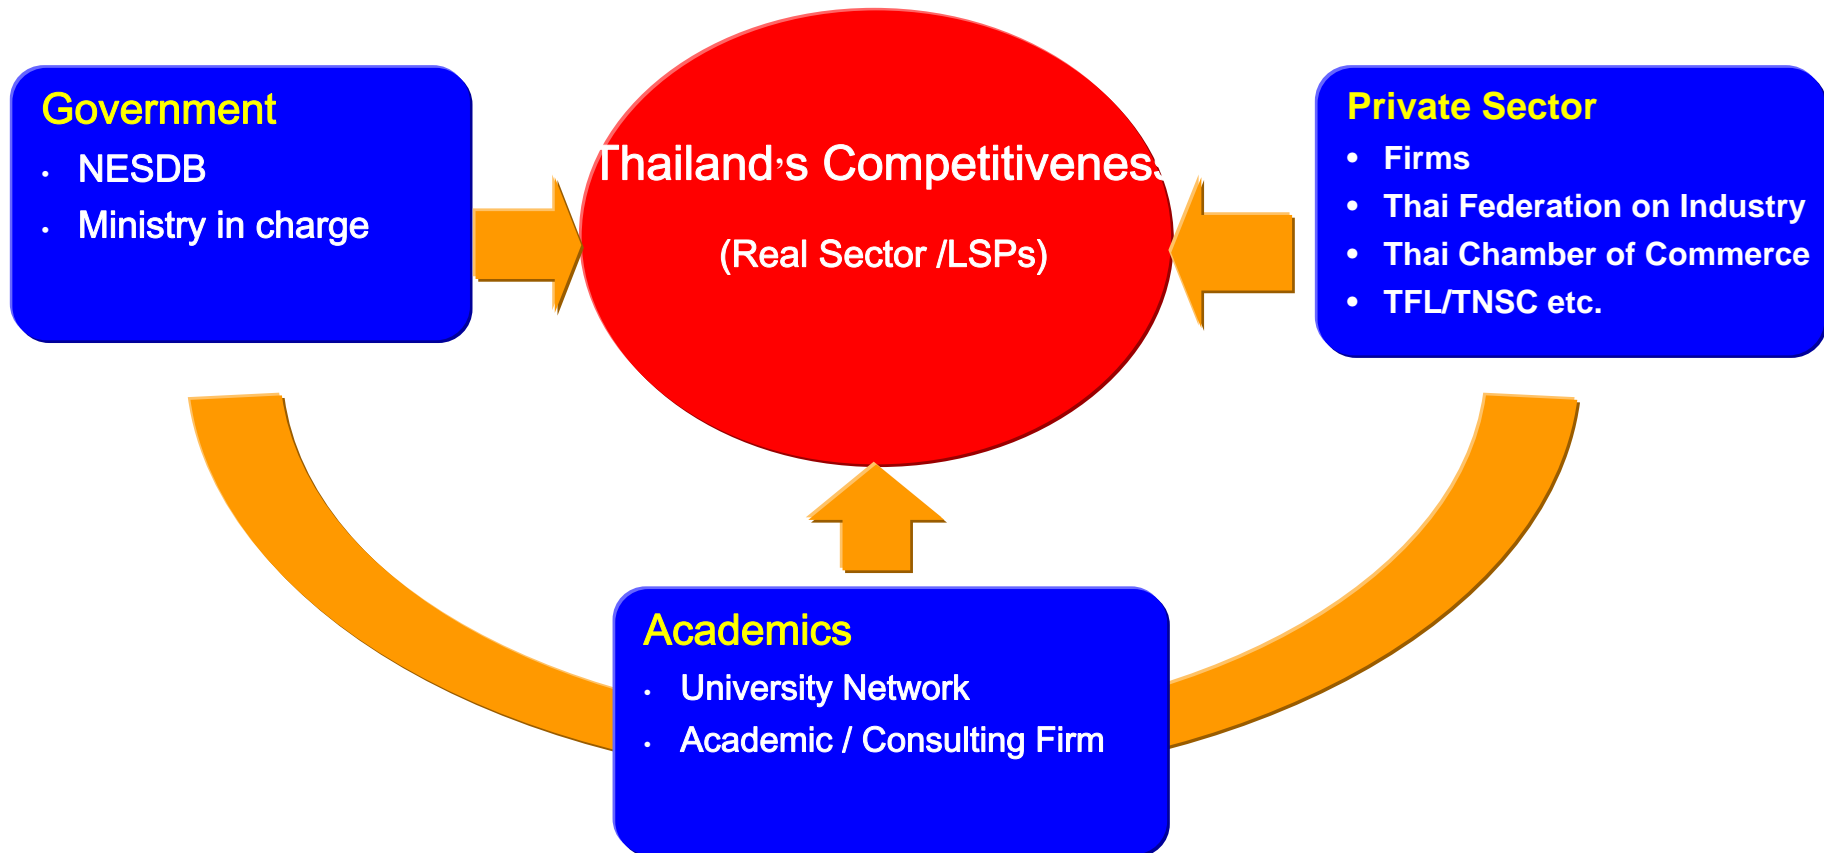 Government
• NESDB
• Ministry in charge
Thailand's Competitiveness
(Real Sector /LSPs)
Private Sector
• Firms
• Thai Federation on Industry
• Thai Chamber of Commerce
• TFL/TNSC etc.
Academics
• University Network
• Academic / Consulting Firm